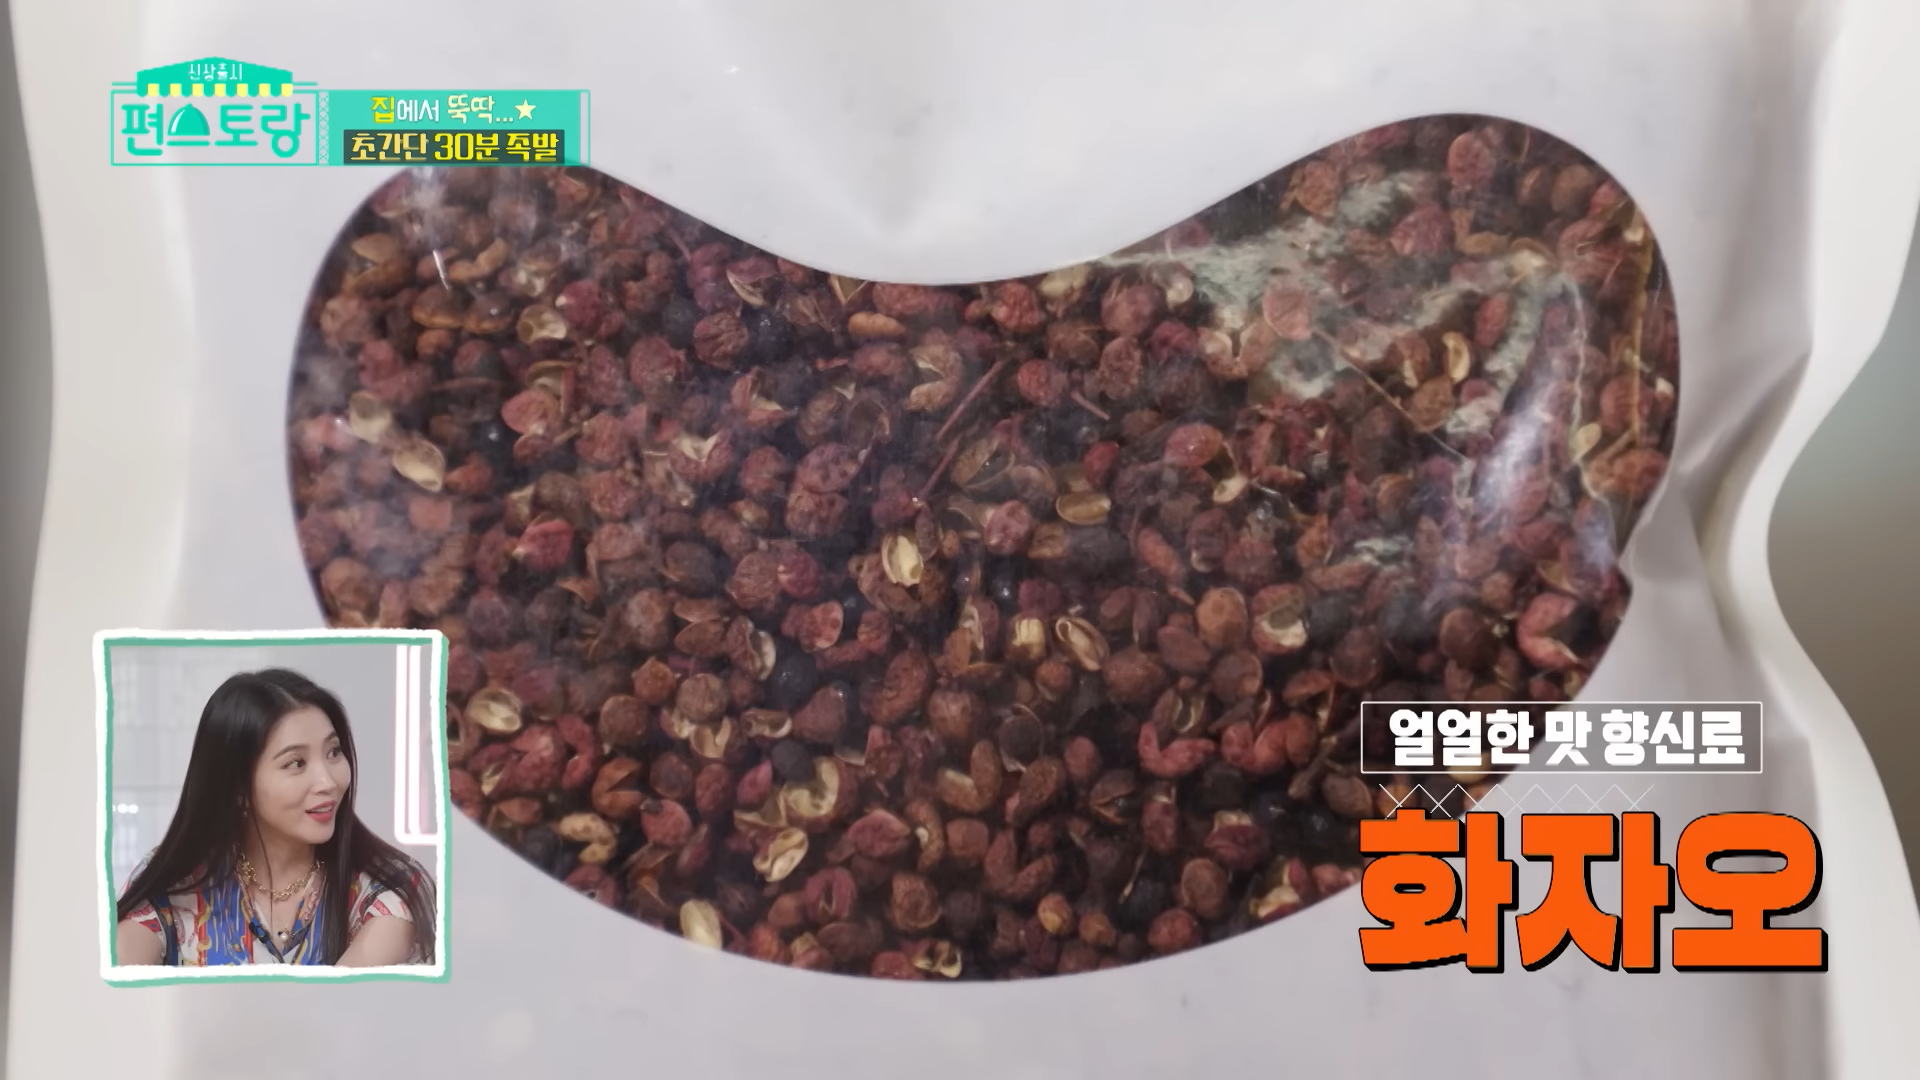 신상출시
편스토랑
집에서 뚝딱...★
초간단 30분 족발
얼얼한 맛 향신료
화자오